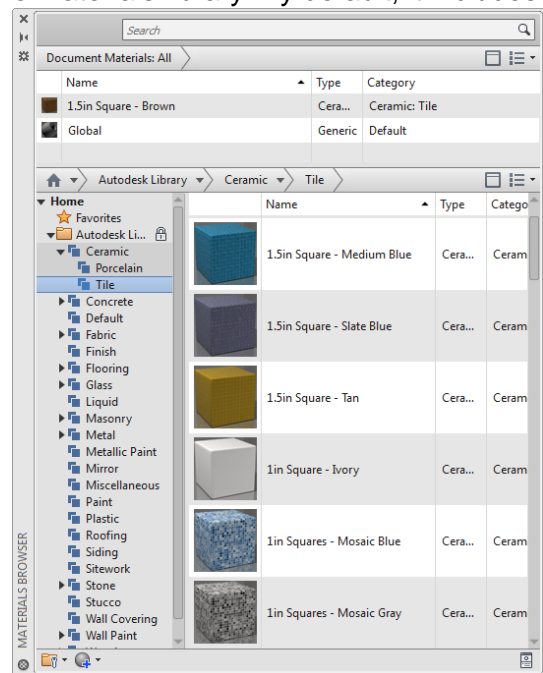 Search
Document Materials: All
Name Type Category
1.5in Square - Brown Cera... Ceramic: Tile
Global Generic Default
Autodesk Library Ceramic Tile
Home
Favorites
Autodesk Li...
Ceramic
Porcelain
Tile
Concrete
Default
Fabric
Finish
Flooring
Glass
Liquid
Masonry
Metal
Metallic Paint
Mirror
Miscellaneous
Paint
Plastic
Roofing
Siding
Sitework
Stone
Stucco
Wall Covering
Wall Paint
Name Type Catego
1.5in Square - Medium Blue Cera... Ceram
1.5in Square - Slate Blue Cera... Ceram
1.5in Square - Tan Cera... Ceram
1in Square - Ivory Cera... Ceram
1in Squares - Mosaic Blue Cera... Ceram
1in Squares - Mosaic Gray Cera... Ceram
MATERIALS BROWSER